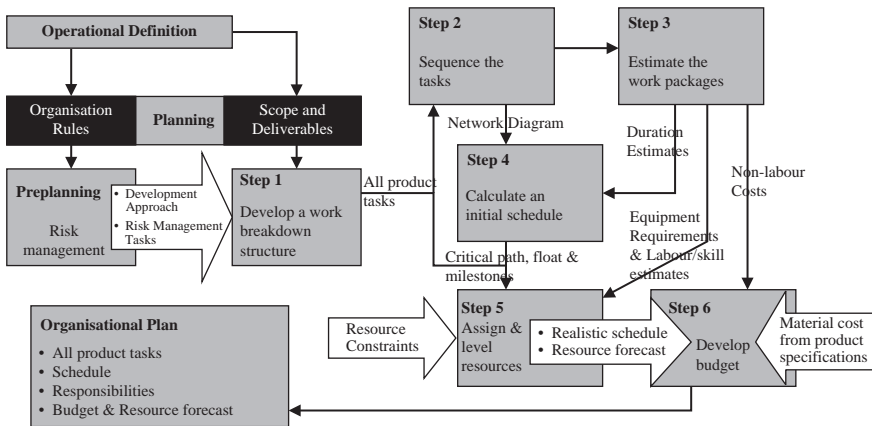 Operational Definition
Organisation
Rules
Planning
Scope and
Deliverables
Preplanning
Risk
management
• Development
Approach
• Risk Management
Tasks
Step 1
Develop a work
breakdown
structure
All product
tasks
Step 2
Sequence the
tasks
Step 3
Estimate the
work packages
Network Diagram
Duration
Estimates
Non-labour
Costs
Step 4
Calculate an
initial schedule
Equipment
Requirements
& Labour/skill
estimates
Critical path, float &
milestones
Resource
Constraints
Step 5
Assign &
level
resources
• Realistic schedule
• Resource forecast
Step 6
Develop
budget
Material cost
from product
specifications
Organisational Plan
• All product tasks
• Schedule
• Responsibilities
• Budget & Resource forecast